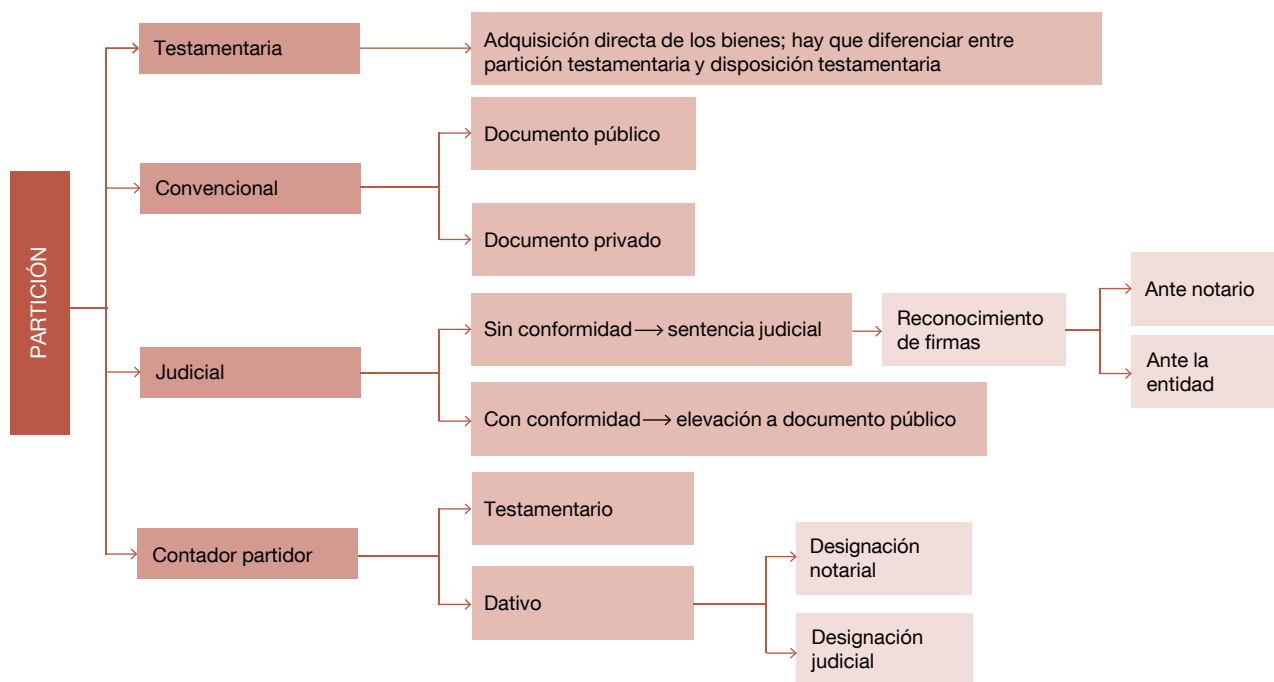 PARTICIÓN
Testamentaria
Adquisición directa de los bienes; hay que diferenciar entre
partición testamentaria y disposición testamentaria
Convencional
Documento público
Documento privado
Judicial
Sin conformidad → sentencia judicial
Reconocimiento
de firmas
Ante notario
Ante la
entidad
Con conformidad → elevación a documento público
Contador partidor
Testamentario
Dativo
Designación
notarial
Designación
judicial